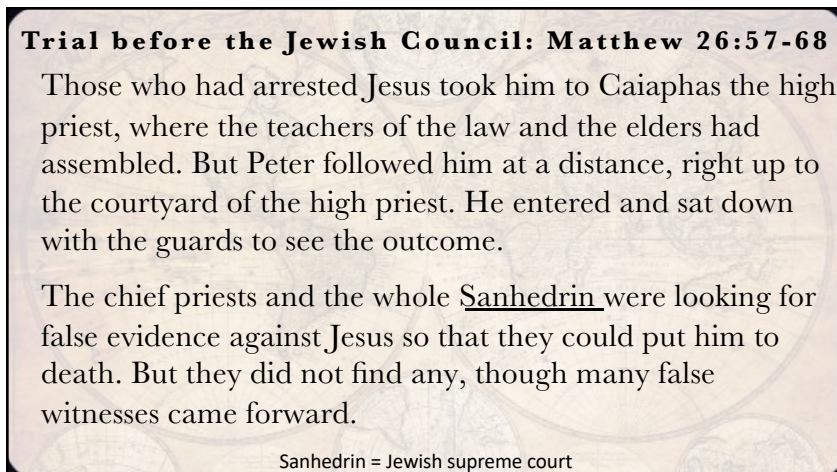 Trial before the Jewish Council: Matthew 26:57-68
Those who had arrested Jesus took him to Caiaphas the high
priest, where the teachers of the law and the elders had
assembled. But Peter followed him at a distance, right up to
the courtyard of the high priest. He entered and sat down
with the guards to see the outcome.
The chief priests and the whole Sanhedrin were looking for
false evidence against Jesus so that they could put him to
death. But they did not find any, though many false
witnesses came forward.
Sanhedrin = Jewish supreme court